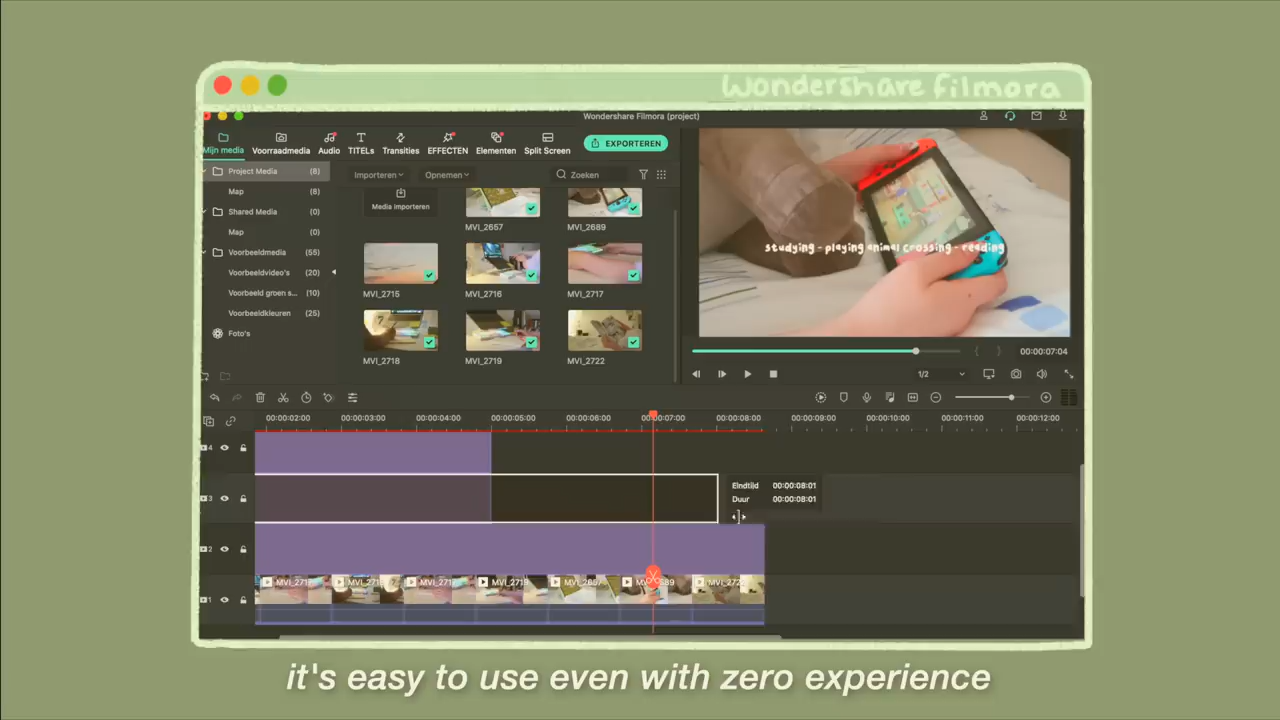 wondershare filmora
Wondershare Filmora (project)
Mijn media
Voorraadmedia
Audio
TITELs
Transities
EFFECTEN
Elementen
Split Screen
EXPORTEREN
Project Media (8)
Map (8)
Shared Media (0)
Map (0)
Voorbeeldmedia (55)
Voorbeeldvideo's (20)
Voorbeeld groen s... (10)
Voorbeeldkleuren (25)
Foto's
Importeren
Opnemen
Zoeken
Media importeren
MVI_2657
MVI_2689
MVI_2715
MVI_2716
MVI_2717
MVI_2718
MVI_2719
MVI_2722
studying - playing animal crossing - reading
00:00:07:04
1/2
00:00:02:00
00:00:03:00
00:00:04:00
00:00:05:00
00:00:06:00
00:00:07:00
00:00:08:00
00:00:09:00
00:00:10:00
00:00:11:00
00:00:12:00
4
3
Eindtijd 00:00:08:01
Duur 00:00:08:01
2
MVI_2719
MVI_2657
1
it's easy to use even with zero experience